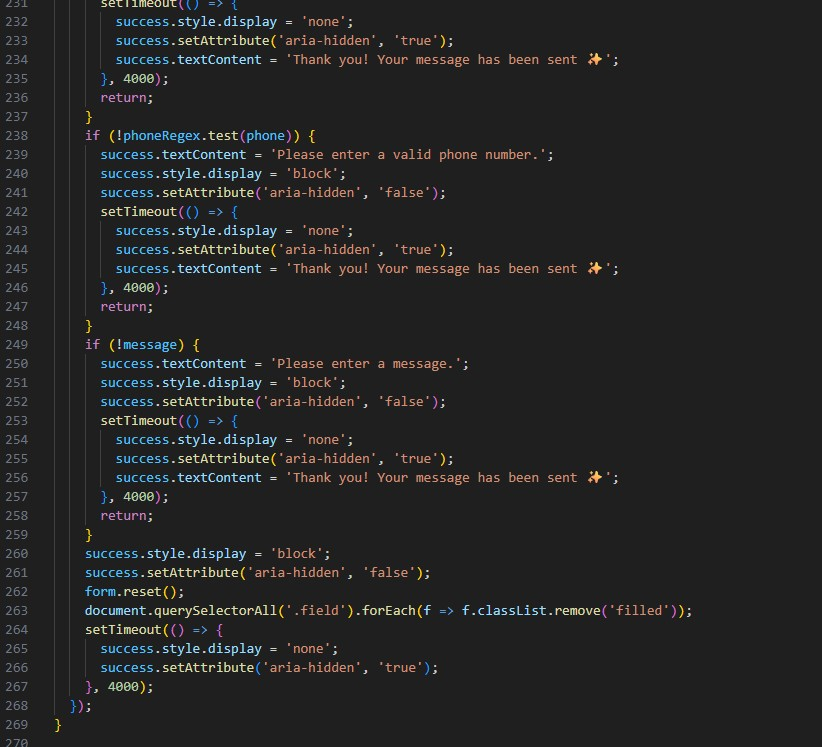 231 setTimeout(() => {
232 success.style.display = 'none';
233 success.setAttribute('aria-hidden', 'true');
234 success.textContent = 'Thank you! Your message has been sent ✨';
235 }, 4000);
236 return;
237 }
238 if (!phoneRegex.test(phone)) {
239 success.textContent = 'Please enter a valid phone number.';
240 success.style.display = 'block';
241 success.setAttribute('aria-hidden', 'false');
242 setTimeout(() => {
243 success.style.display = 'none';
244 success.setAttribute('aria-hidden', 'true');
245 success.textContent = 'Thank you! Your message has been sent ✨';
246 }, 4000);
247 return;
248 }
249 if (!message) {
250 success.textContent = 'Please enter a message.';
251 success.style.display = 'block';
252 success.setAttribute('aria-hidden', 'false');
253 setTimeout(() => {
254 success.style.display = 'none';
255 success.setAttribute('aria-hidden', 'true');
256 success.textContent = 'Thank you! Your message has been sent ✨';
257 }, 4000);
258 return;
259 }
260 success.style.display = 'block';
261 success.setAttribute('aria-hidden', 'false');
262 form.reset();
263 document.querySelectorAll('.field').forEach(f => f.classList.remove('filled'));
264 setTimeout(() => {
265 success.style.display = 'none';
266 success.setAttribute('aria-hidden', 'true');
267 }, 4000);
268 });
269 }
270